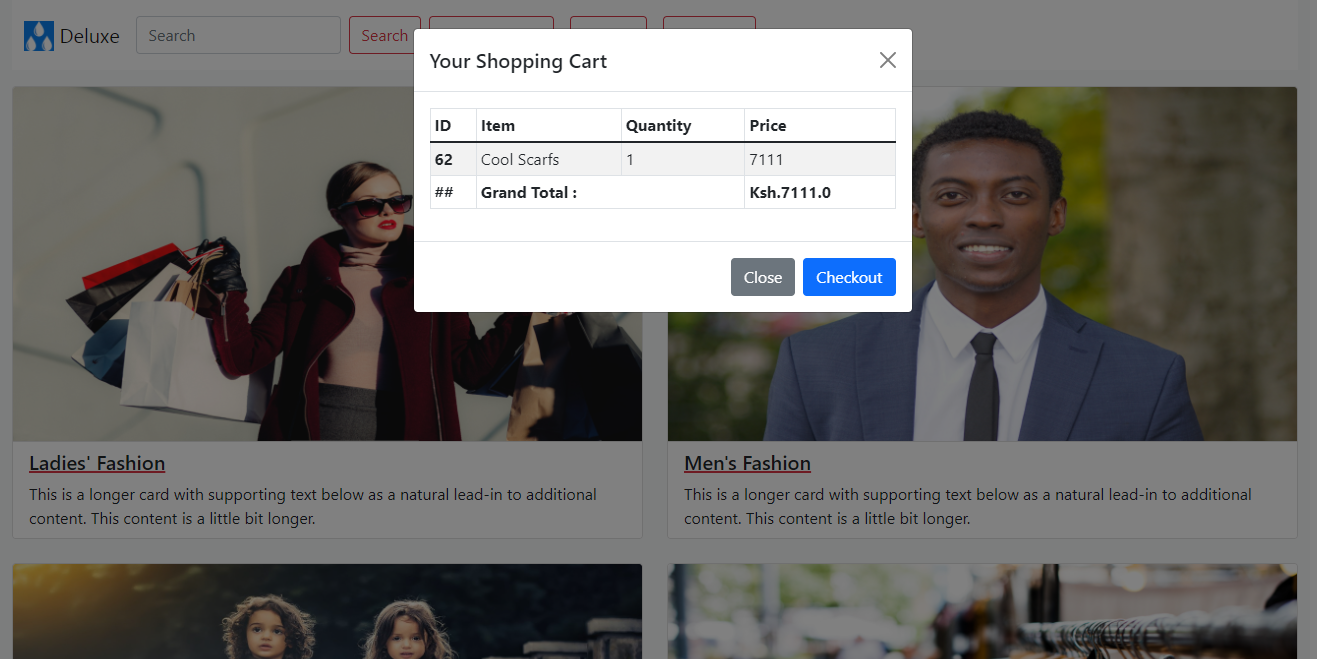 Deluxe
Search
Search
Your Shopping Cart
ID Item Quantity Price
62 Cool Scarfs 1 7111
## Grand Total : Ksh.7111.0
Close Checkout
Ladies' Fashion
This is a longer card with supporting text below as a natural lead-in to additional
content. This content is a little bit longer.
Men's Fashion
This is a longer card with supporting text below as a natural lead-in to additional
content. This content is a little bit longer.